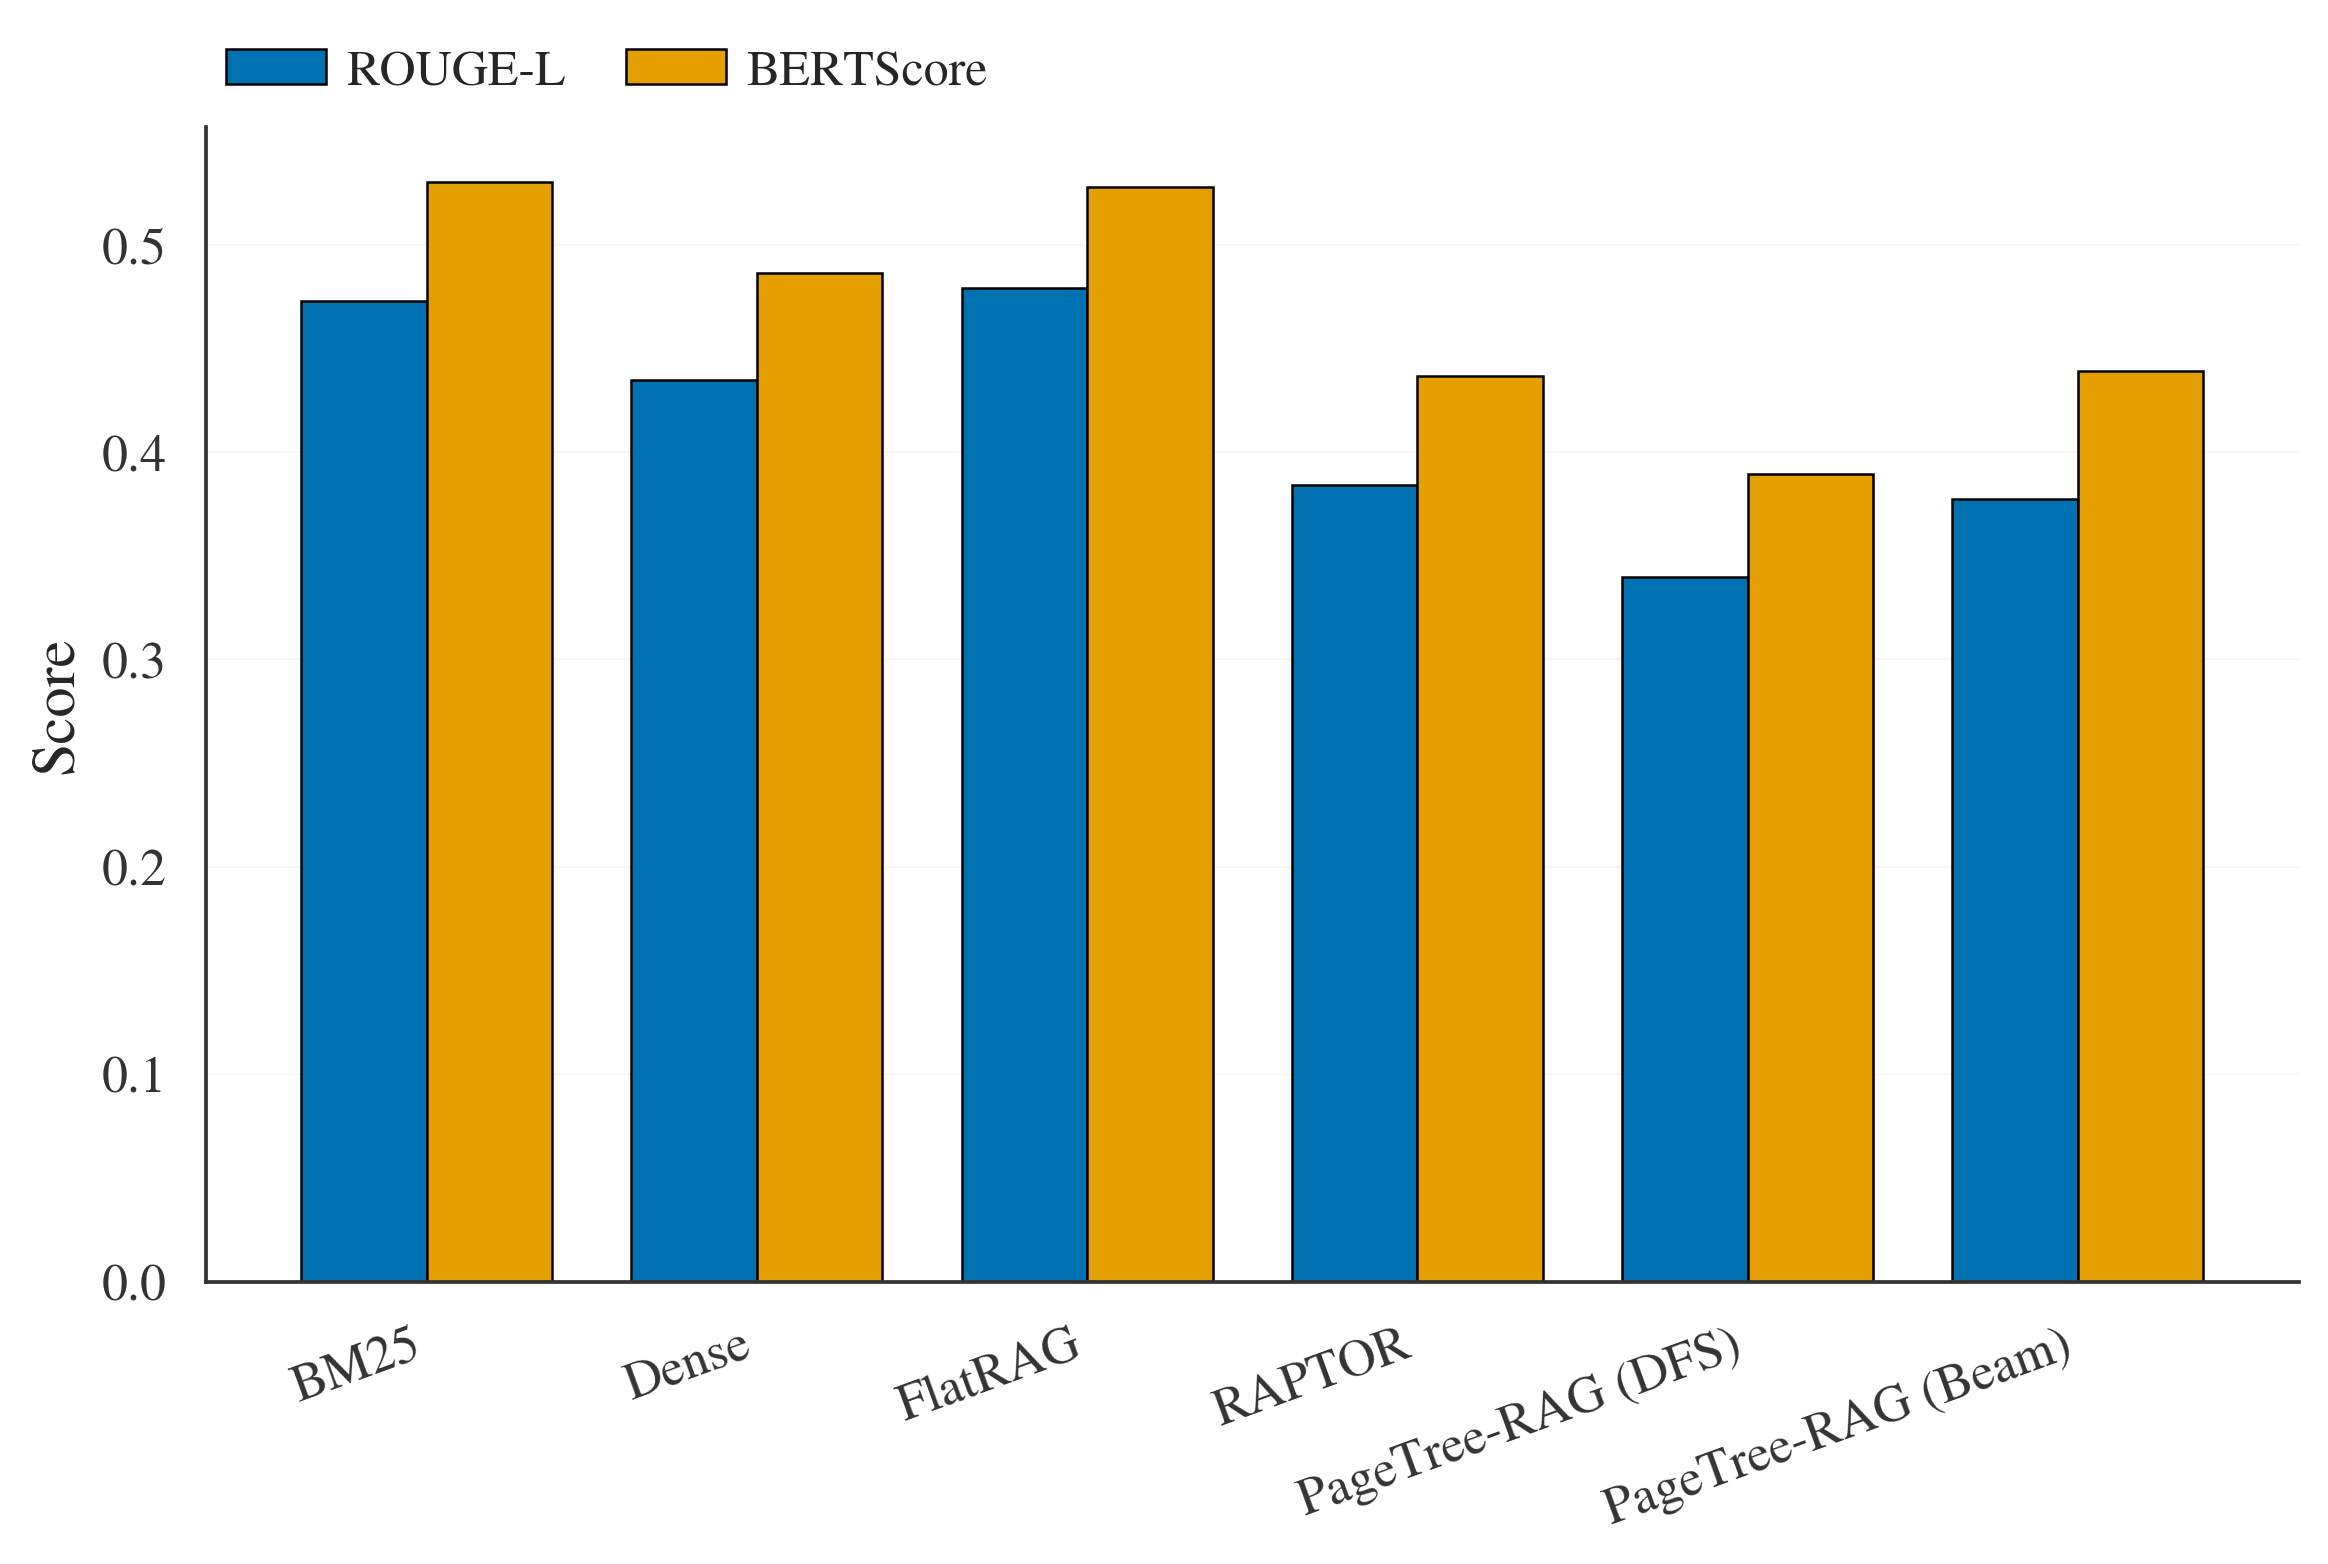 ROUGE-L BERTScore
Score
0.5
0.4
0.3
0.2
0.1
0.0
BM25
Dense
FlatRAG
RAPTOR
PageTree-RAG (DFS)
PageTree-RAG (Beam)